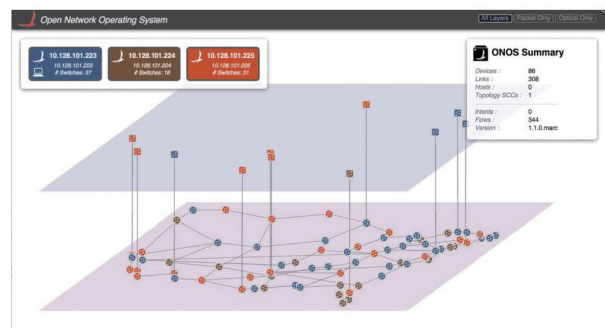 Open Network Operating System
All Layers Packet Only Optical Only
10.128.101.223
10.128.101.223
# Switches: 37
10.128.101.224
10.128.101.224
# Switches: 18
10.128.101.225
10.128.101.225
# Switches: 31
ONOS Summary
Devices : 86
Links : 308
Hosts : 0
Topology SCCs : 1
Intents : 0
Flows : 344
Version : 1.1.0.marc